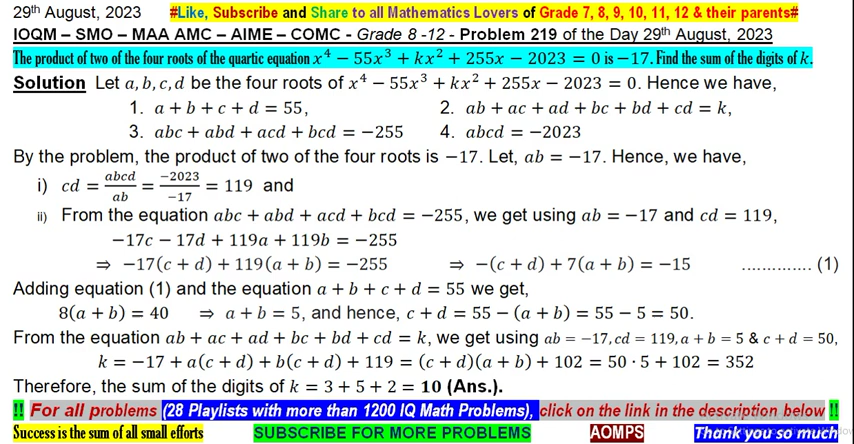 29th August, 2023 #Like, Subscribe and Share to all Mathematics Lovers of Grade 7, 8, 9, 10, 11, 12 & their parents#
IOQM – SMO – MAA AMC – AIME – COMC - Grade 8 -12 - Problem 219 of the Day 29th August, 2023
The product of two of the four roots of the quartic equation x⁴ − 55x³ + kx² + 255x − 2023 = 0 is −17. Find the sum of the digits of k.
Solution Let a, b, c, d be the four roots of x⁴ − 55x³ + kx² + 255x − 2023 = 0. Hence we have,
1. a + b + c + d = 55, 2. ab + ac + ad + bc + bd + cd = k,
3. abc + abd + acd + bcd = −255 4. abcd = −2023
By the problem, the product of two of the four roots is −17. Let, ab = −17. Hence, we have,
i) cd = abcd/ab = −2023/−17 = 119 and
ii) From the equation abc + abd + acd + bcd = −255, we get using ab = −17 and cd = 119,
−17c − 17d + 119a + 119b = −255
⇒ −17(c + d) + 119(a + b) = −255 ⇒ −(c + d) + 7(a + b) = −15 ............. (1)
Adding equation (1) and the equation a + b + c + d = 55 we get,
8(a + b) = 40 ⇒ a + b = 5, and hence, c + d = 55 − (a + b) = 55 − 5 = 50.
From the equation ab + ac + ad + bc + bd + cd = k, we get using ab = −17, cd = 119, a + b = 5 & c + d = 50,
k = −17 + a(c + d) + b(c + d) + 119 = (c + d)(a + b) + 102 = 50 · 5 + 102 = 352
Therefore, the sum of the digits of k = 3 + 5 + 2 = 10 (Ans.).
!! For all problems (28 Playlists with more than 1200 IQ Math Problems), click on the link in the description below !!
Success is the sum of all small efforts SUBSCRIBE FOR MORE PROBLEMS AOMPS Thank you so much